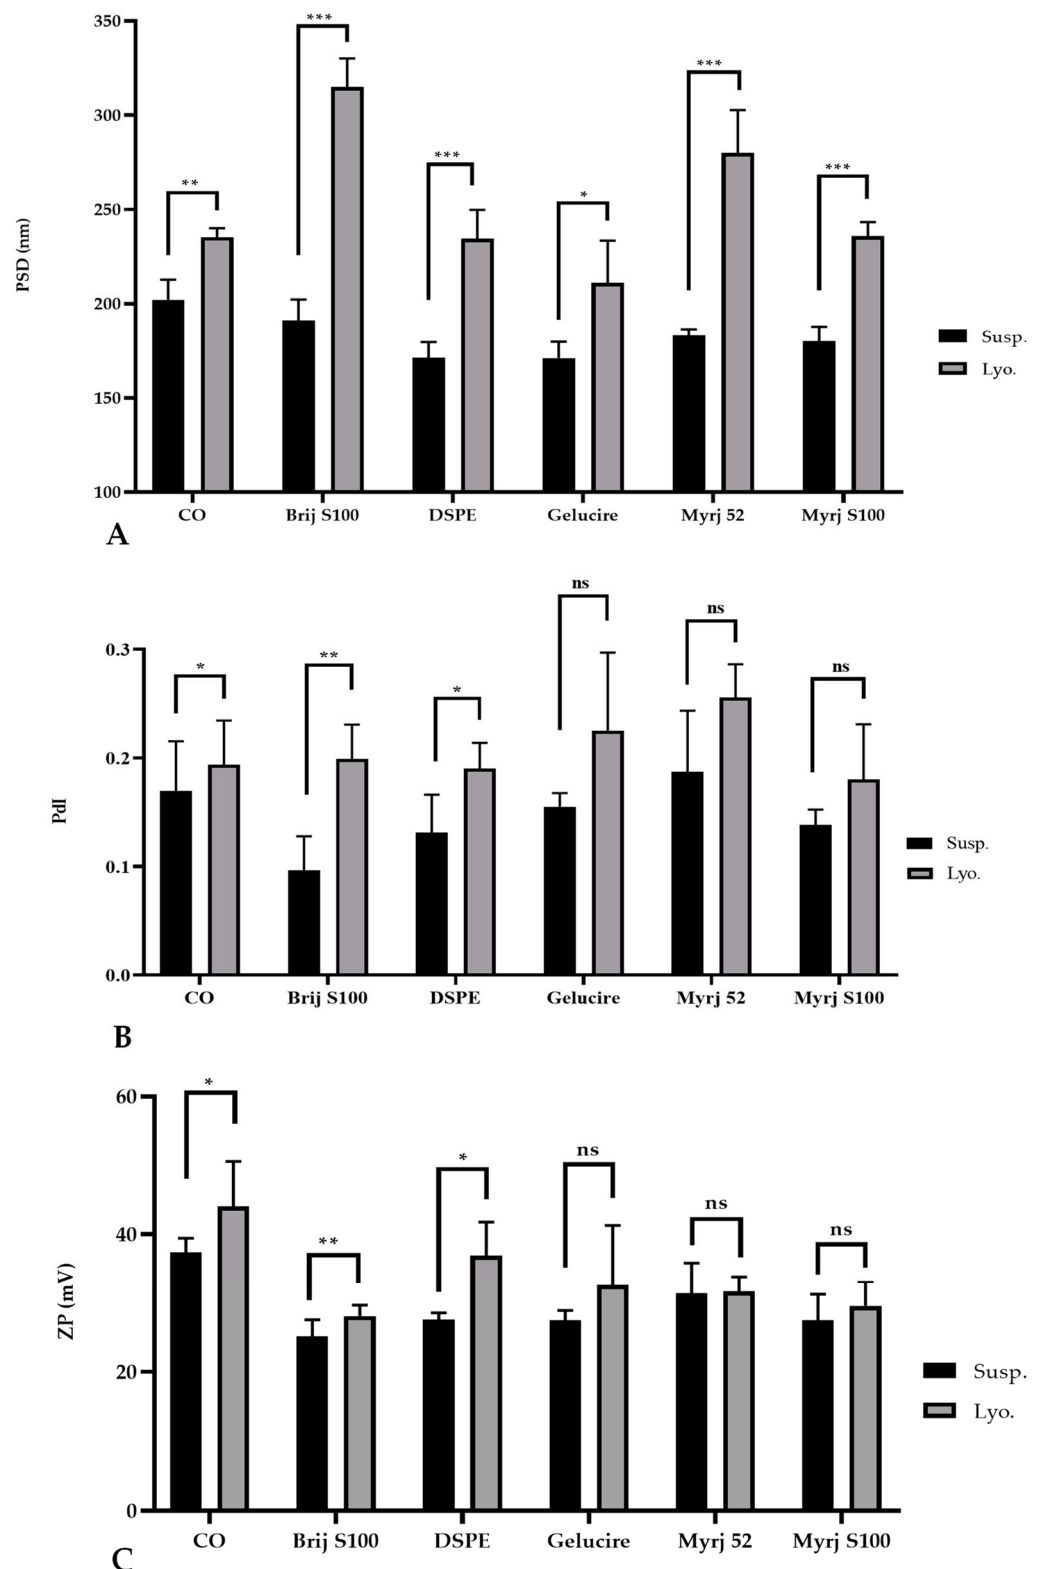 350
300
250
200
150
100
PSD (nm)
**
***
***
*
***
***
Susp.
Lyo.
CO Brij S100 DSPE Gelucire Myrj 52 Myrj S100
A
0.3
0.2
0.1
0.0
PdI
*
**
*
ns
ns
ns
Susp.
Lyo.
CO Brij S100 DSPE Gelucire Myrj 52 Myrj S100
B
60
40
20
0
ZP (mV)
*
**
*
ns
ns
ns
Susp.
Lyo.
CO Brij S100 DSPE Gelucire Myrj 52 Myrj S100
C